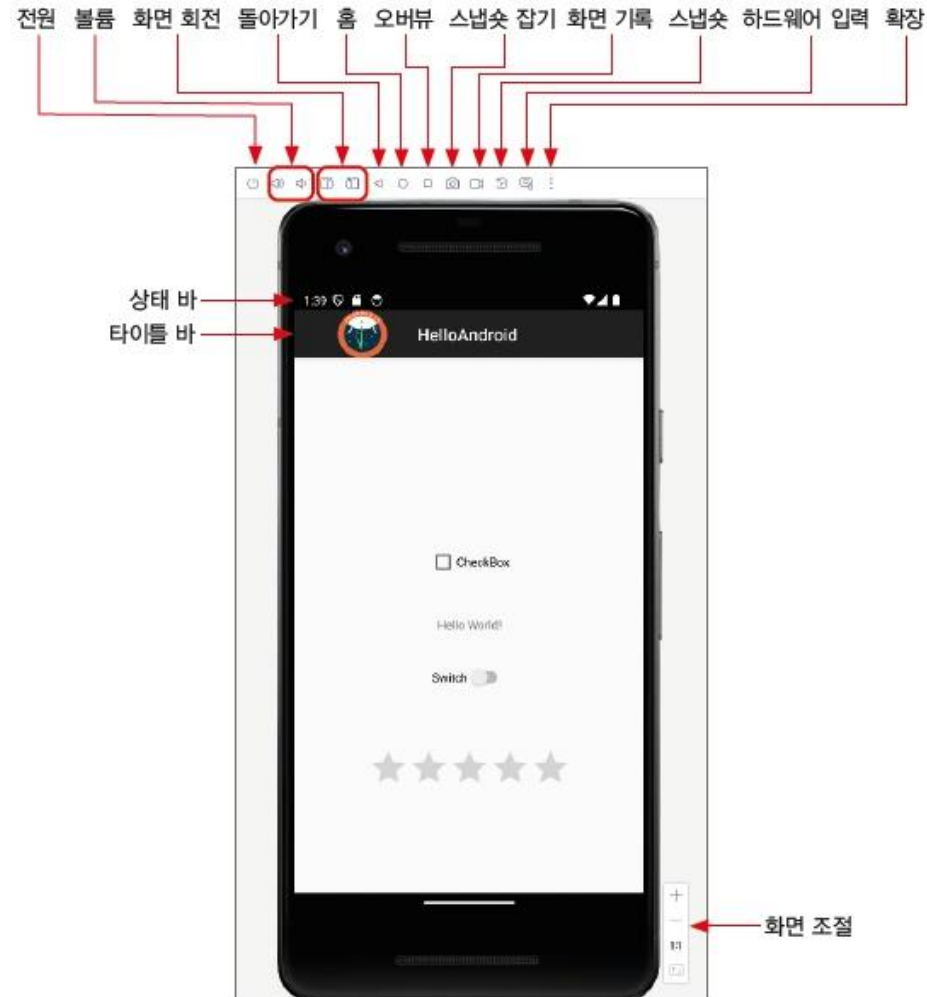 전원 볼륨 화면 회전 돌아가기 홈 오버뷰 스냅숏 잡기 화면 기록 스냅숏 하드웨어 입력 확장
상태 바
1:39
타이틀 바
HelloAndroid
CheckBox
Hello World!
Switch
화면 조절
1:1